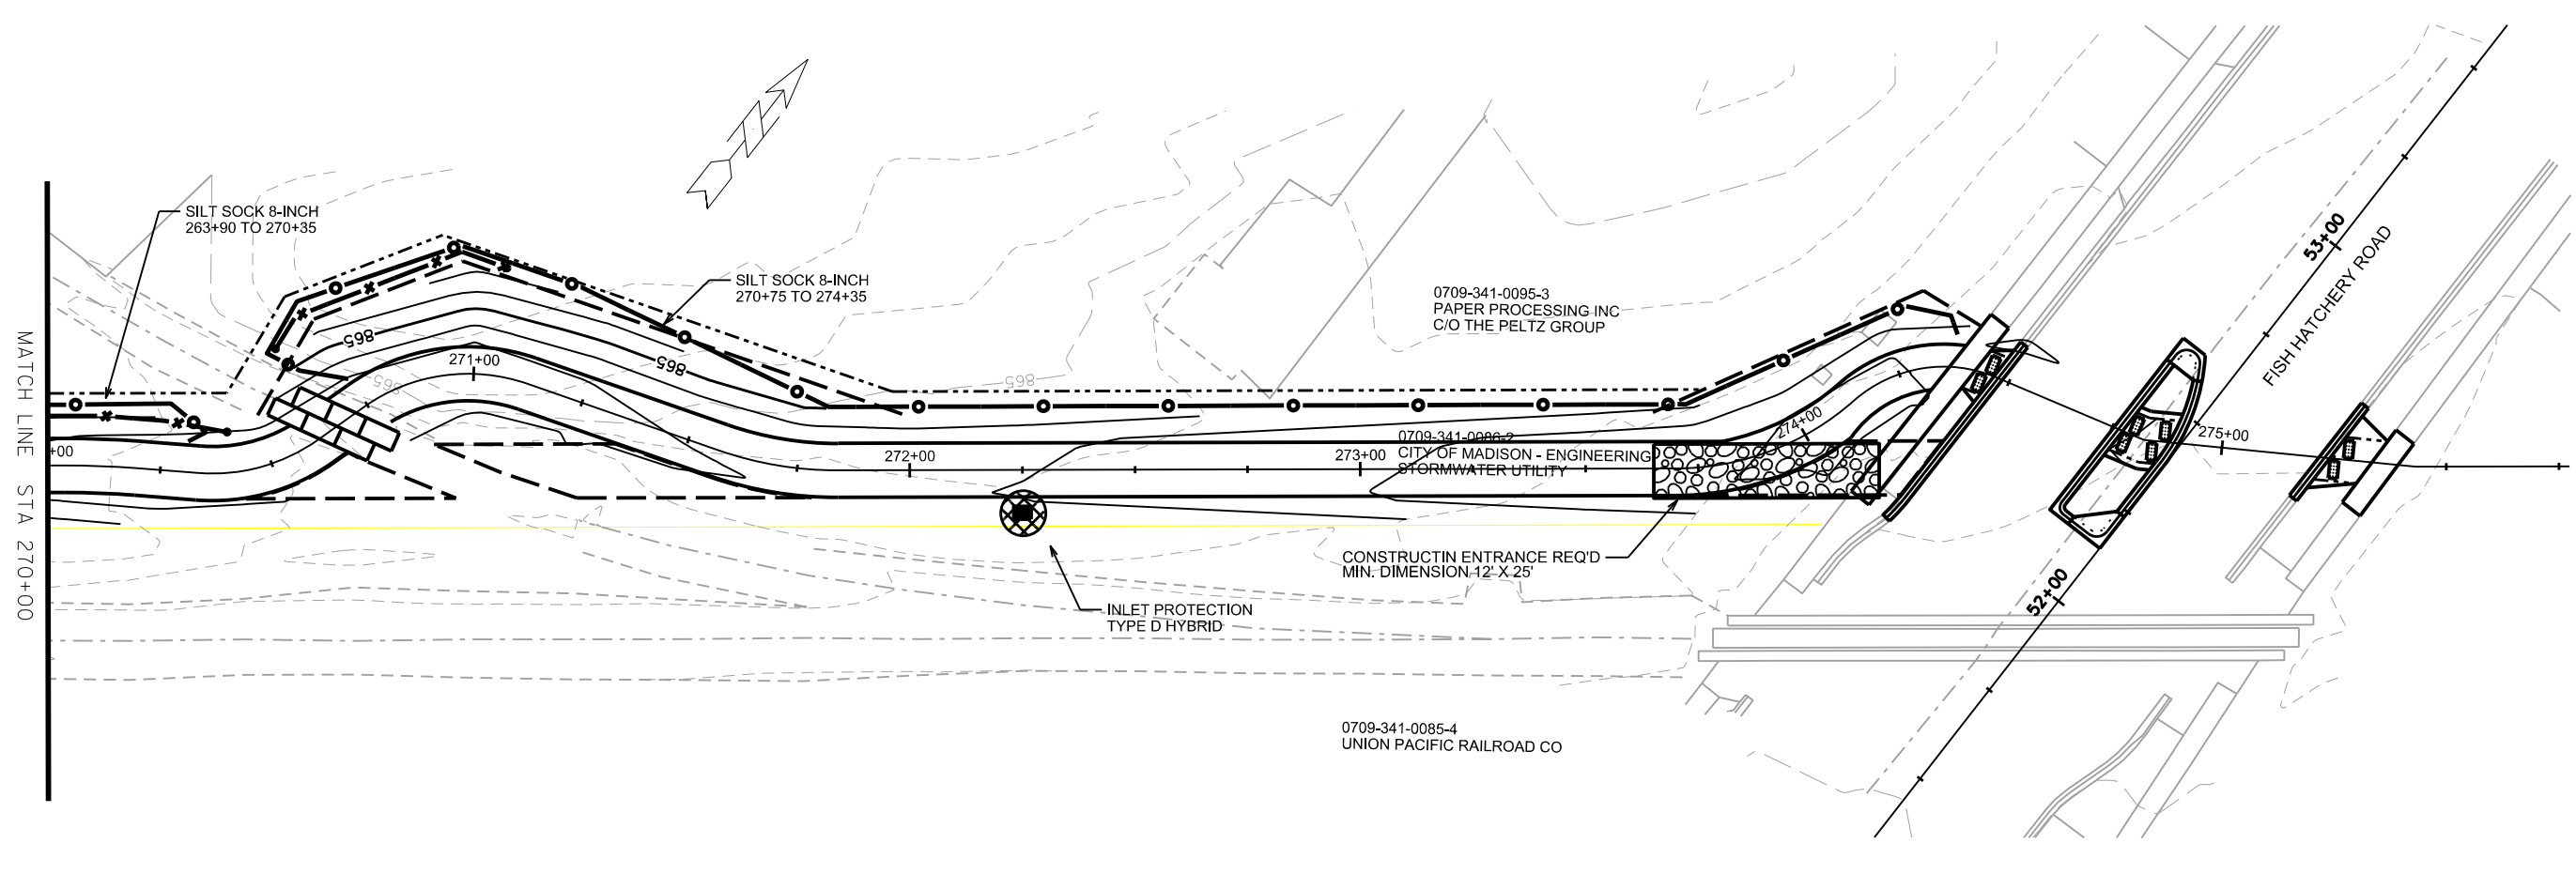 SILT SOCK 8-INCH
263+90 TO 270+35
SILT SOCK 8-INCH
270+75 TO 274+35
0709-341-0095-3
PAPER PROCESSING INC
C/O THE PELTZ GROUP
53+00
FISH HATCHERY ROAD
865
271+00
865
865
865
MATCH LINE STA 270+00
+00
272+00
273+00
0709-341-0086-2
CITY OF MADISON - ENGINEERING
STORMWATER UTILITY
274+00
275+00
CONSTRUCTIN ENTRANCE REQ'D
MIN. DIMENSION 12' X 25'
52+00
INLET PROTECTION
TYPE D HYBRID
0709-341-0085-4
UNION PACIFIC RAILROAD CO